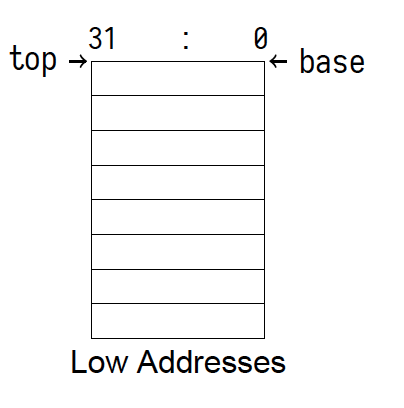 31 : 0
top base
Low Addresses